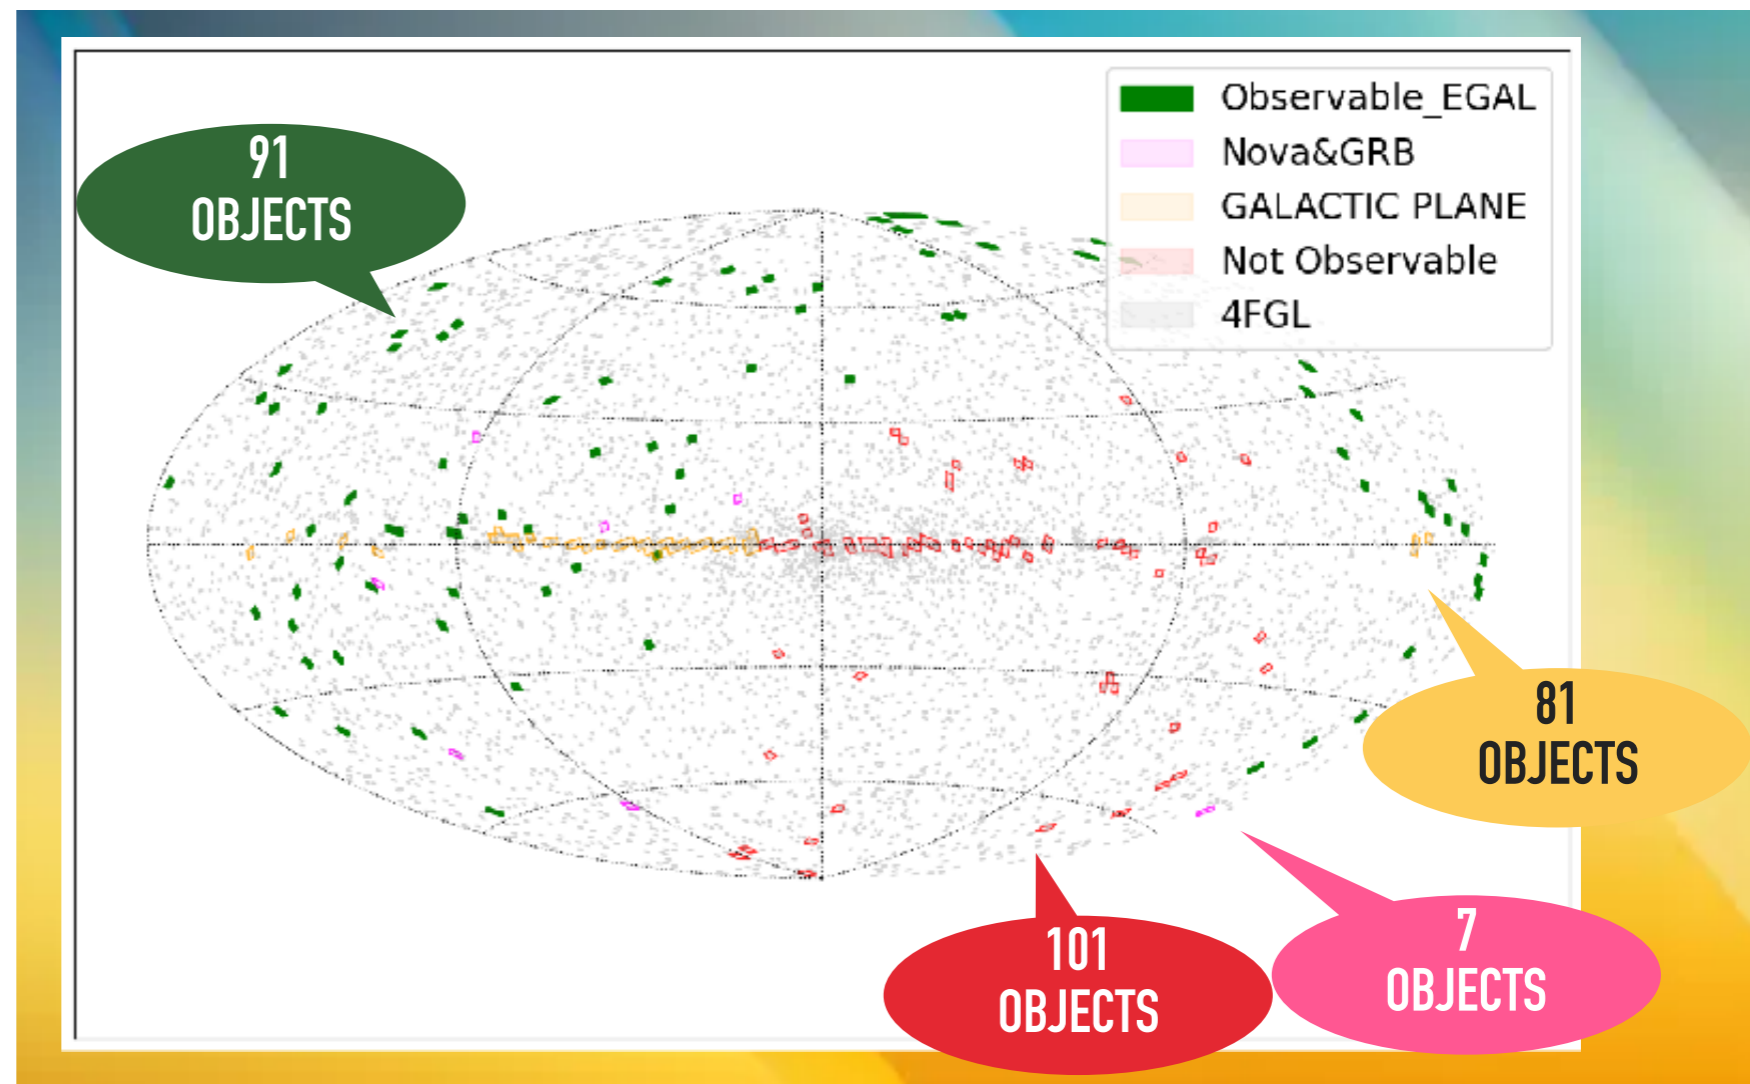 Observable_EGAL
Nova&GRB
GALACTIC PLANE
Not Observable
4FGL
91
OBJECTS
81
OBJECTS
101
OBJECTS
7
OBJECTS